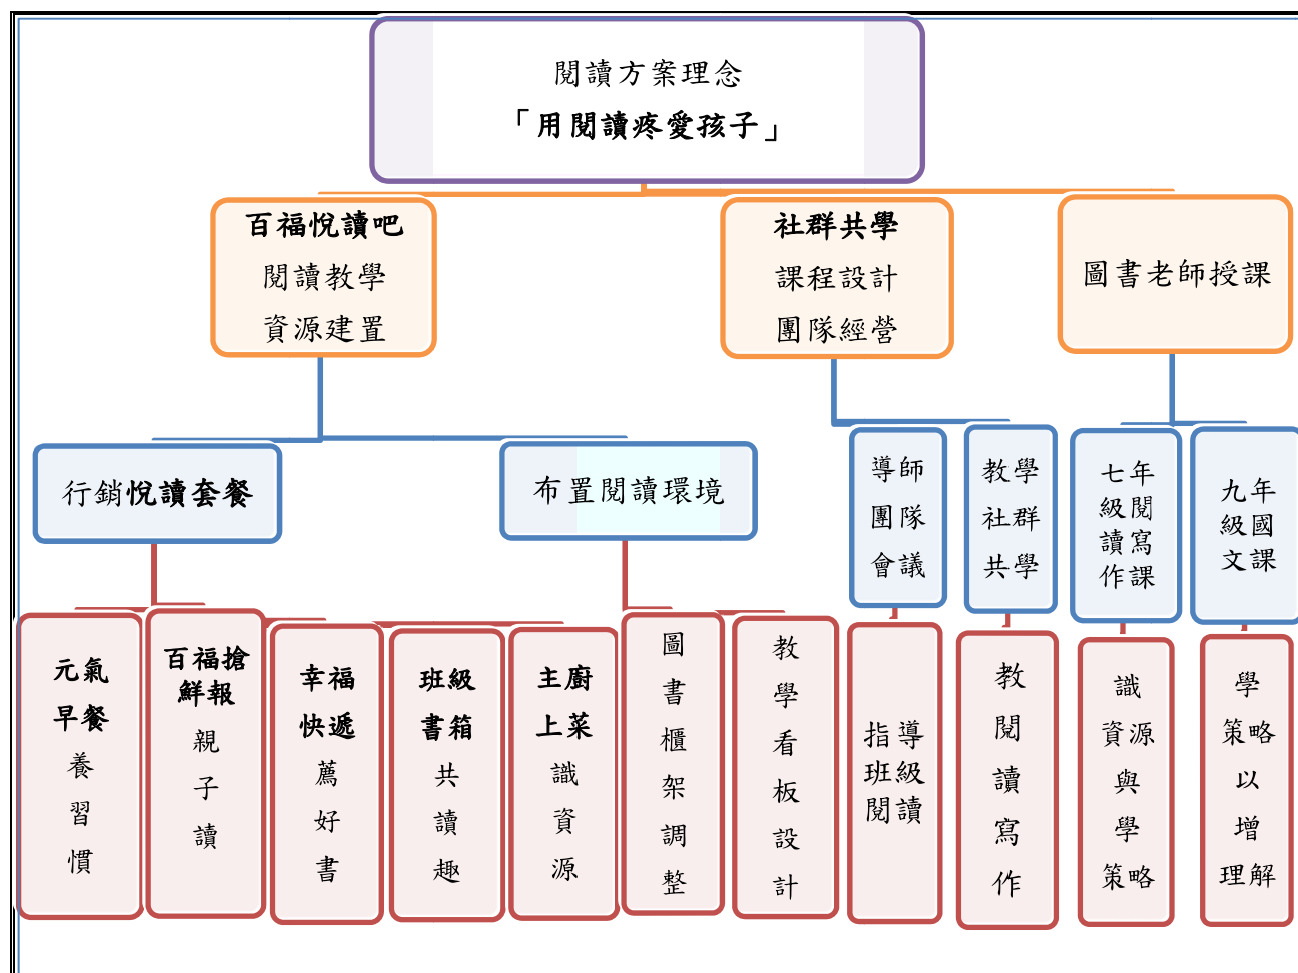 閱讀方案理念
「用閱讀疼愛孩子」
百福悅讀吧
閱讀教學
資源建置
社群共學
課程設計
團隊經營
圖書老師授課
行銷悅讀套餐
布置閱讀環境
導師
團隊
會議
教學
社群
共學
七年
級閱
讀寫
作課
九年
級國
文課
元氣
早餐
養
習
慣
百福搶
鮮報
親
子
讀
幸福
快遞
薦
好
書
班級
書箱
共
讀
趣
主廚
上菜
識
資
源
圖
書
櫃
架
調
整
教
學
看
板
設
計
指導
班級
閱讀
教
閱
讀
寫
作
識
資源
與
學
策略
學
策略
以
增
理解